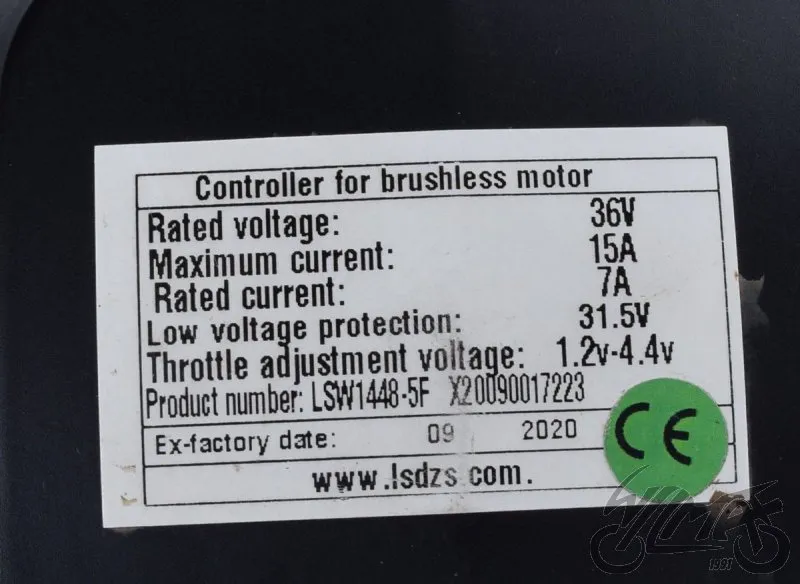 Controller for brushless motor
Rated voltage: 36V
Maximum current: 15A
Rated current: 7A
Low voltage protection: 31.5V
Throttle adjustment voltage: 1.2v-4.4v
Product number: LSW1448-5F X20090017223
Ex-factory date: 09 2020
CE
www.lsdzs.com.
1981